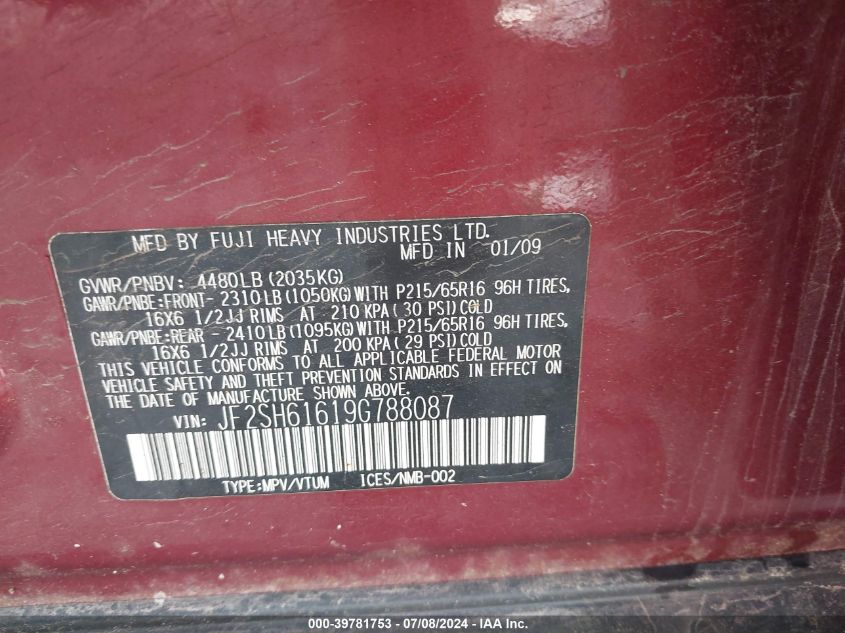 MFD BY FUJI HEAVY INDUSTRIES LTD.
MFD IN 01/09
GVWR/PNBV: 4480LB (2035KG)
GAWR/PNBE:FRONT- 2310LB(1050KG)WITH P215/65R16 96H TIRES,
16X6 1/2JJ RIMS AT 210 KPA( 30 PSI)COLD
GAWR/PNBE:REAR - 2410LB(1095KG)WITH P215/65R16 96H TIRES,
16X6 1/2JJ RIMS AT 200 KPA( 29 PSI)COLD
THIS VEHICLE CONFORMS TO ALL APPLICABLE FEDERAL MOTOR
VEHICLE SAFETY AND THEFT PREVENTION STANDARDS IN EFFECT ON
THE DATE OF MANUFACTURE SHOWN ABOVE.
VIN: JF2SH61619G788087
TYPE:MPV/VTUM ICES/NMB-002
000-39781753 - 07/08/2024 - IAA Inc.